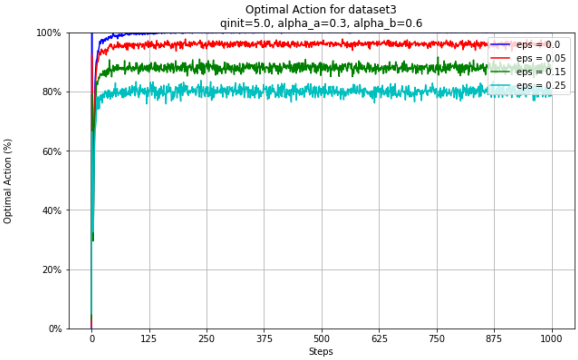 Optimal Action for dataset3
qinit=5.0, alpha_a=0.3, alpha_b=0.6
100%
80%
60%
40%
20%
0%
Optimal Action (%)
eps = 0.0
eps = 0.05
eps = 0.15
eps = 0.25
0 125 250 375 500 625 750 875 1000
Steps